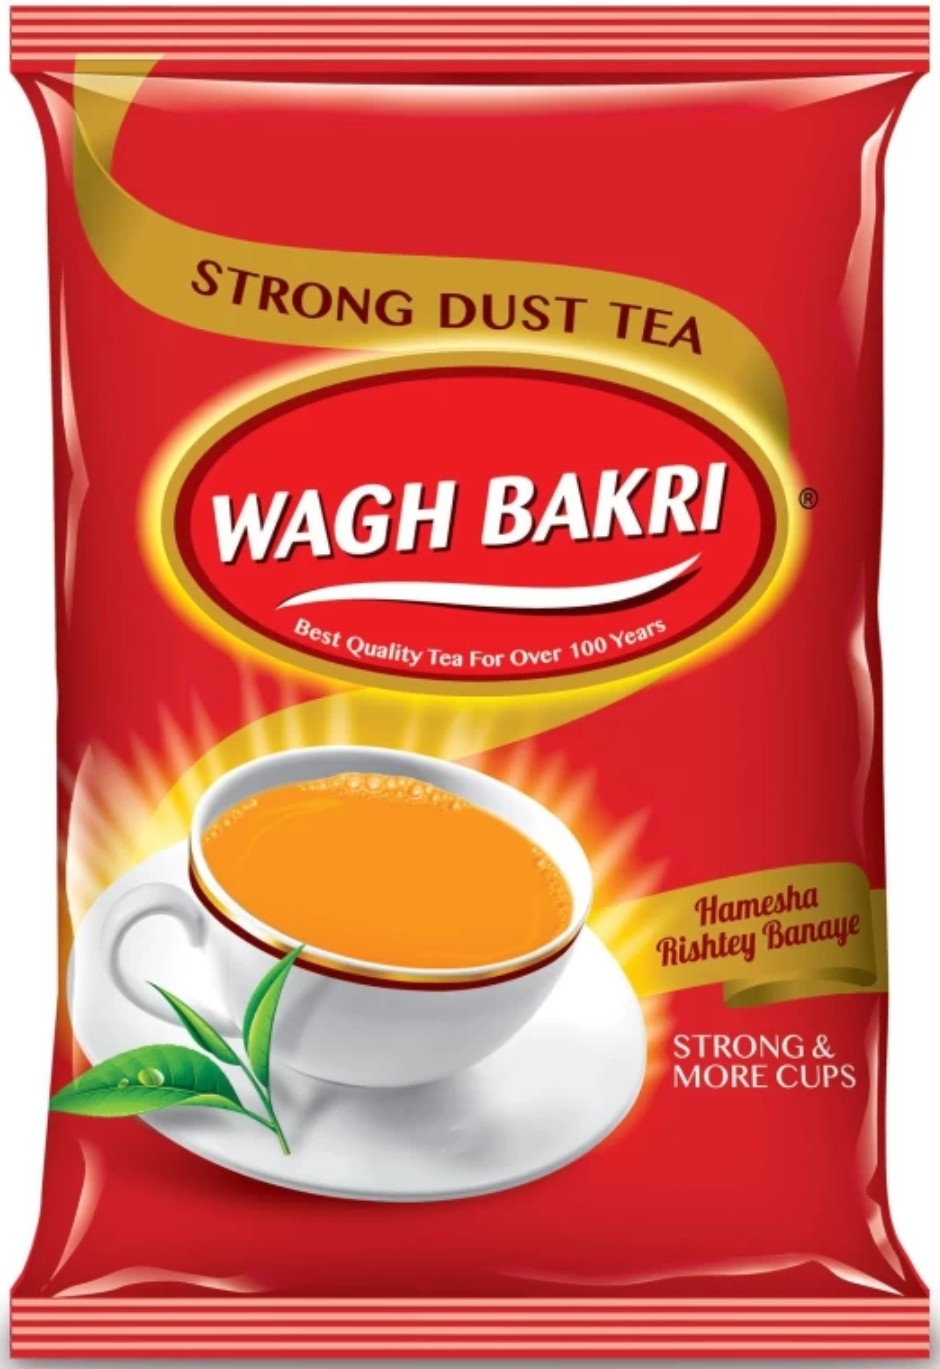 STRONG DUST TEA
WAGH BAKRI
®
Best Quality Tea For Over 100 Years
Hamesha
Rishtey Banaye
STRONG &
MORE CUPS